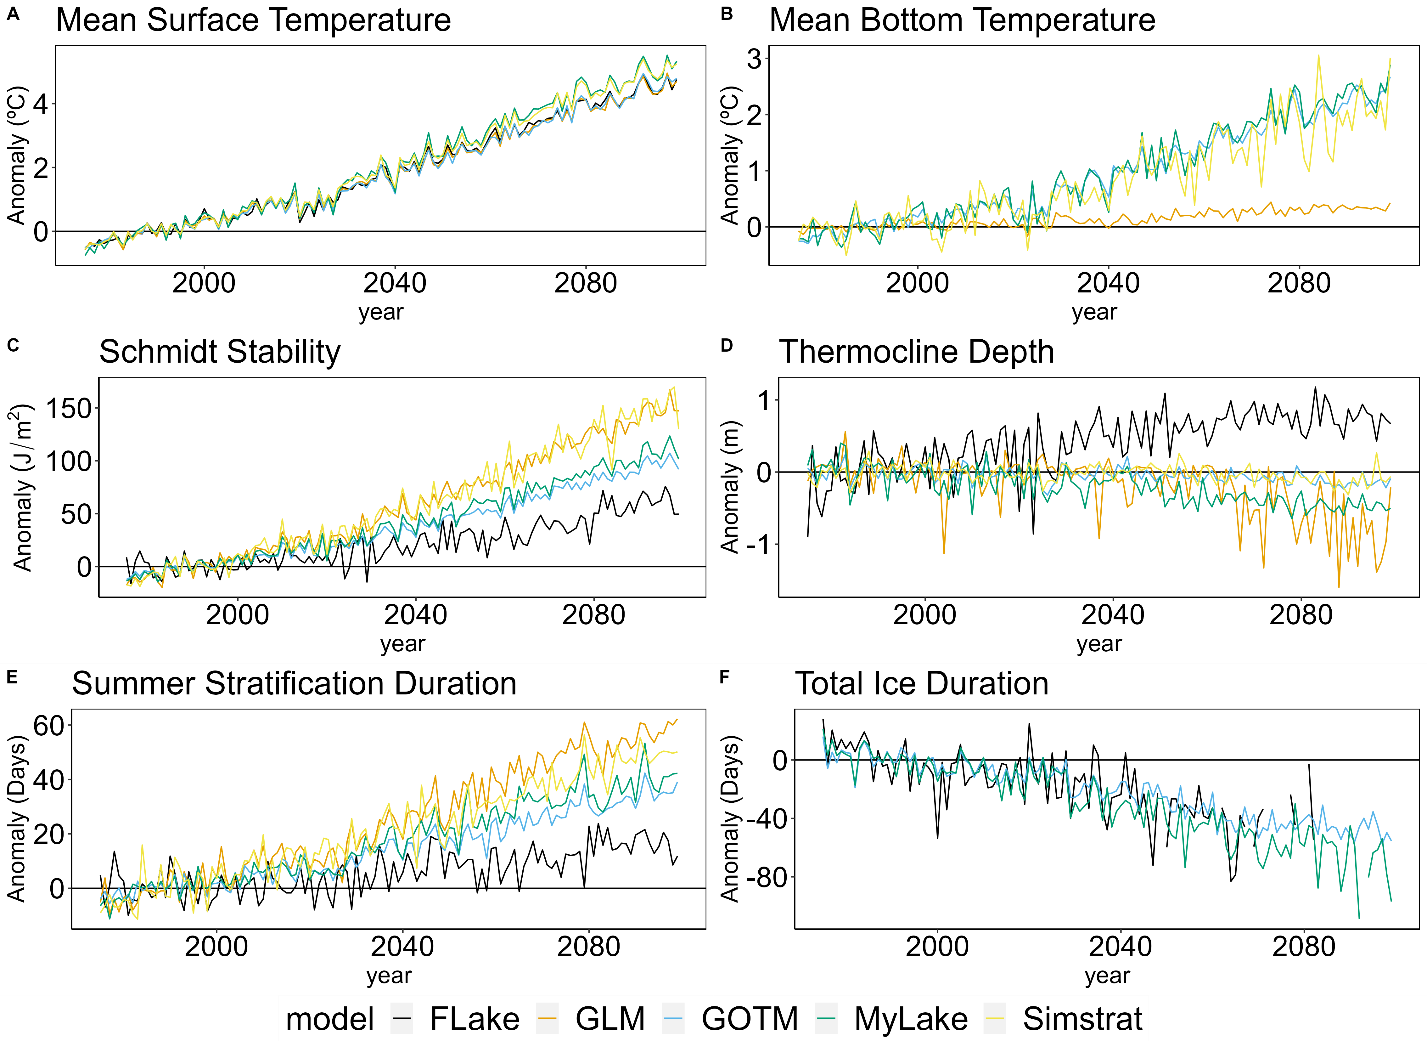 A Mean Surface Temperature
Anomaly (ºC)
4
2
0
2000 2040 2080
year
B Mean Bottom Temperature
Anomaly (ºC)
3
2
1
0
2000 2040 2080
year
C Schmidt Stability
Anomaly (J/m²)
150
100
50
0
2000 2040 2080
year
D Thermocline Depth
Anomaly (m)
1
0
-1
2000 2040 2080
year
E Summer Stratification Duration
Anomaly (Days)
60
40
20
0
2000 2040 2080
year
F Total Ice Duration
Anomaly (Days)
0
-40
-80
2000 2040 2080
year
model FLake GLM GOTM MyLake Simstrat